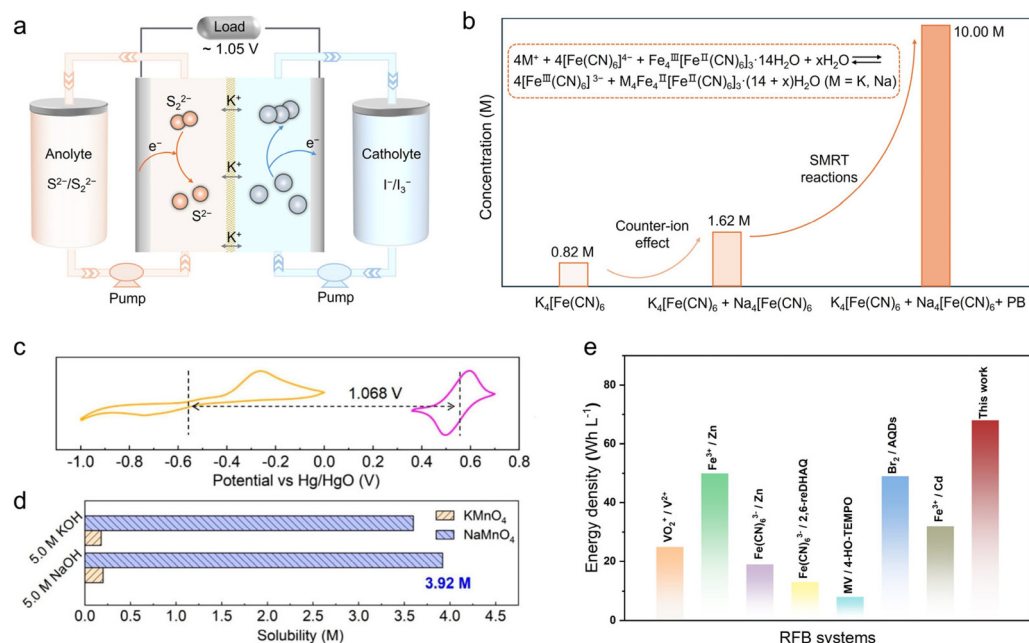 a
Load
~ 1.05 V
Anolyte
S²⁻/S₂²⁻
S₂²⁻
e⁻
S²⁻
K⁺
K⁺
K⁺
e⁻
Catholyte
I⁻/I₃⁻
Pump
Pump
b
Concentration (M)
4M⁺ + 4[Fe(CN)₆]⁴⁻ + Fe₄ᴵᴵᴵ[Feᴵᴵ(CN)₆]₃·14H₂O + xH₂O ⇌
4[Feᴵᴵᴵ(CN)₆]³⁻ + M₄Fe₄ᴵᴵ[Feᴵᴵ(CN)₆]₃·(14 + x)H₂O (M = K, Na)
10.00 M
SMRT
reactions
Counter-ion
effect
1.62 M
0.82 M
K₄[Fe(CN)₆]
K₄[Fe(CN)₆ + Na₄[Fe(CN)₆
K₄[Fe(CN)₆ + Na₄[Fe(CN)₆+ PB
c
1.068 V
-1.0 -0.8 -0.6 -0.4 -0.2 0.0 0.2 0.4 0.6 0.8
Potential vs Hg/HgO (V)
d
5.0 M KOH
5.0 M NaOH
KMnO₄
NaMnO₄
3.92 M
0.0 0.5 1.0 1.5 2.0 2.5 3.0 3.5 4.0 4.5 5.0
Solubility (M)
e
Energy density (Wh L⁻¹)
80
60
40
20
0
VO₂⁺ / V²⁺
Fe³⁺ / Zn
Fe(CN)₆³⁻ / Zn
Fe(CN)₆³⁻ / 2,6-reDHAQ
MV / 4-HO-TEMPO
Br₂ / AQDs
Fe³⁺ / Cd
This work
RFB systems